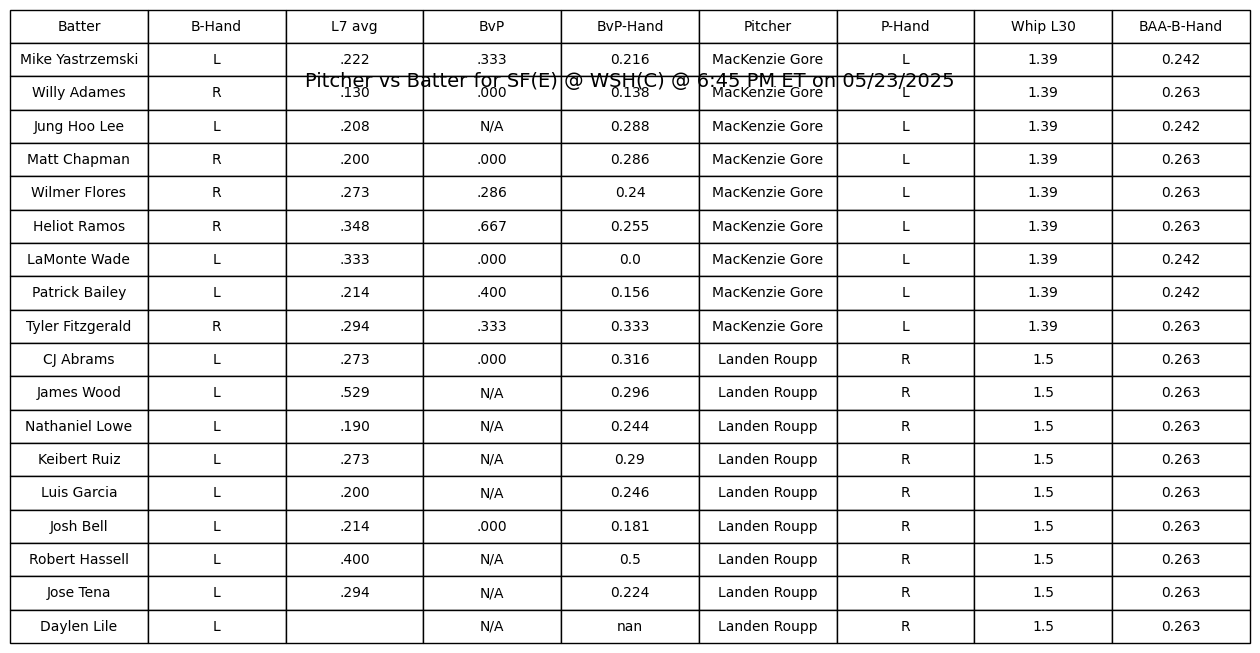 Batter B-Hand L7 avg BvP BvP-Hand Pitcher P-Hand Whip L30 BAA-B-Hand
Mike Yastrzemski L .222 .333 0.216 MacKenzie Gore L 1.39 0.242
Pitcher vs Batter for SF(E) @ WSH(C) @ 6:45 PM ET on 05/23/2025
Willy Adames R .130 .000 0.138 MacKenzie Gore L 1.39 0.263
Jung Hoo Lee L .208 N/A 0.288 MacKenzie Gore L 1.39 0.242
Matt Chapman R .200 .000 0.286 MacKenzie Gore L 1.39 0.263
Wilmer Flores R .273 .286 0.24 MacKenzie Gore L 1.39 0.263
Heliot Ramos R .348 .667 0.255 MacKenzie Gore L 1.39 0.263
LaMonte Wade L .333 .000 0.0 MacKenzie Gore L 1.39 0.242
Patrick Bailey L .214 .400 0.156 MacKenzie Gore L 1.39 0.242
Tyler Fitzgerald R .294 .333 0.333 MacKenzie Gore L 1.39 0.263
CJ Abrams L .273 .000 0.316 Landen Roupp R 1.5 0.263
James Wood L .529 N/A 0.296 Landen Roupp R 1.5 0.263
Nathaniel Lowe L .190 N/A 0.244 Landen Roupp R 1.5 0.263
Keibert Ruiz L .273 N/A 0.29 Landen Roupp R 1.5 0.263
Luis Garcia L .200 N/A 0.246 Landen Roupp R 1.5 0.263
Josh Bell L .214 .000 0.181 Landen Roupp R 1.5 0.263
Robert Hassell L .400 N/A 0.5 Landen Roupp R 1.5 0.263
Jose Tena L .294 N/A 0.224 Landen Roupp R 1.5 0.263
Daylen Lile L N/A nan Landen Roupp R 1.5 0.263